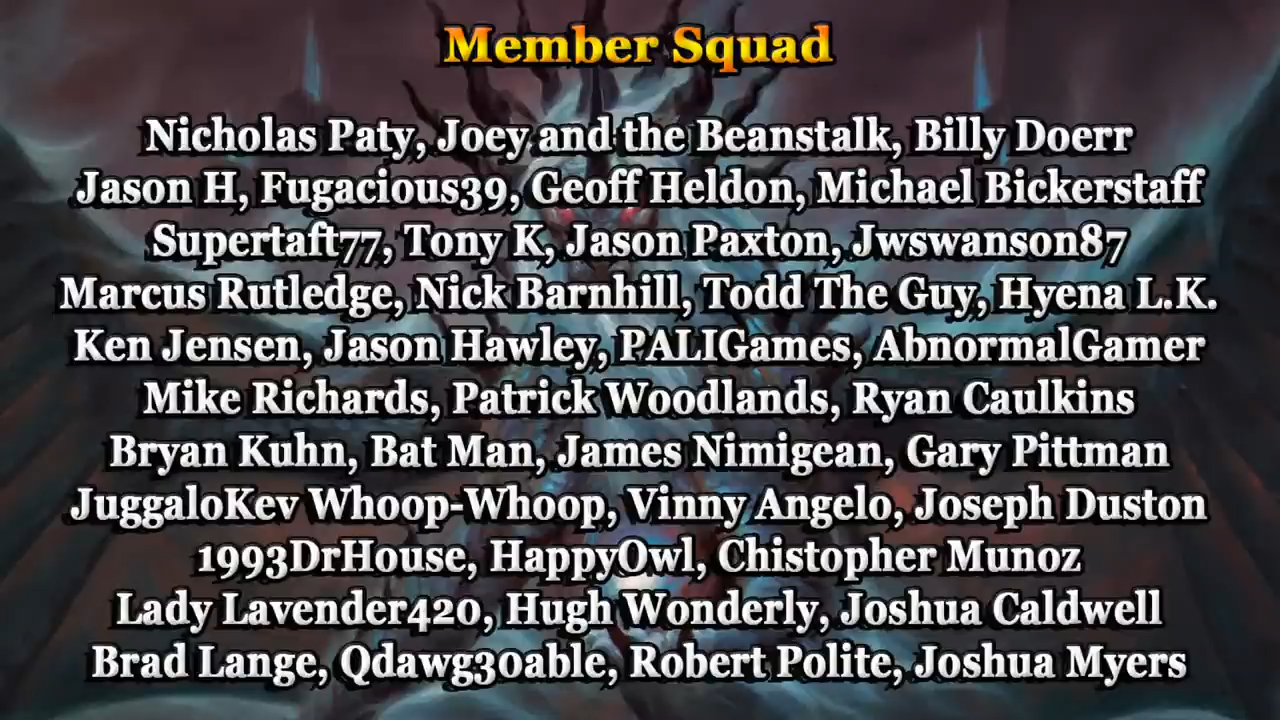 Member Squad
Nicholas Paty, Joey and the Beanstalk, Billy Doerr
Jason H, Fugacious39, Geoff Heldon, Michael Bickerstaff
Supertaft77, Tony K, Jason Paxton, Jwswanson87
Marcus Rutledge, Nick Barnhill, Todd The Guy, Hyena L.K.
Ken Jensen, Jason Hawley, PALIGames, AbnormalGamer
Mike Richards, Patrick Woodlands, Ryan Caulkins
Bryan Kuhn, Bat Man, James Nimigean, Gary Pittman
JuggaloKev Whoop-Whoop, Vinny Angelo, Joseph Duston
1993DrHouse, HappyOwl, Chistopher Munoz
Lady Lavender420, Hugh Wonderly, Joshua Caldwell
Brad Lange, Qdawg30able, Robert Polite, Joshua Myers